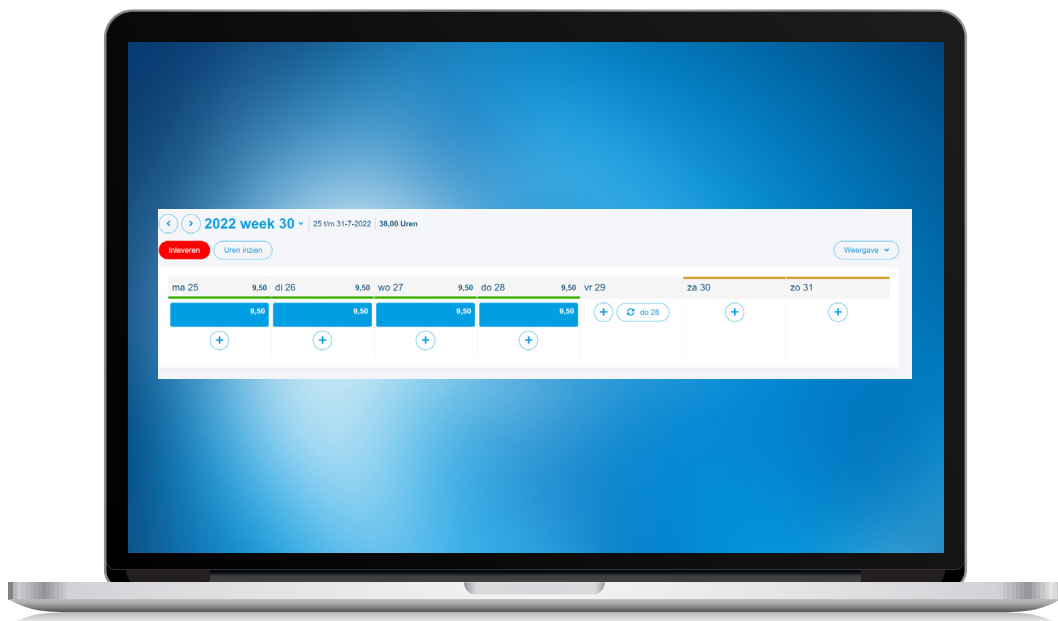 2022 week 30 25 t/m 31-7-2022 38,00 Uren
Inleveren Uren inzien Weergave
ma 25 9,50 di 26 9,50 wo 27 9,50 do 28 9,50 vr 29 za 30 zo 31
9,50 9,50 9,50 9,50 + do 28 + +
+ + + +